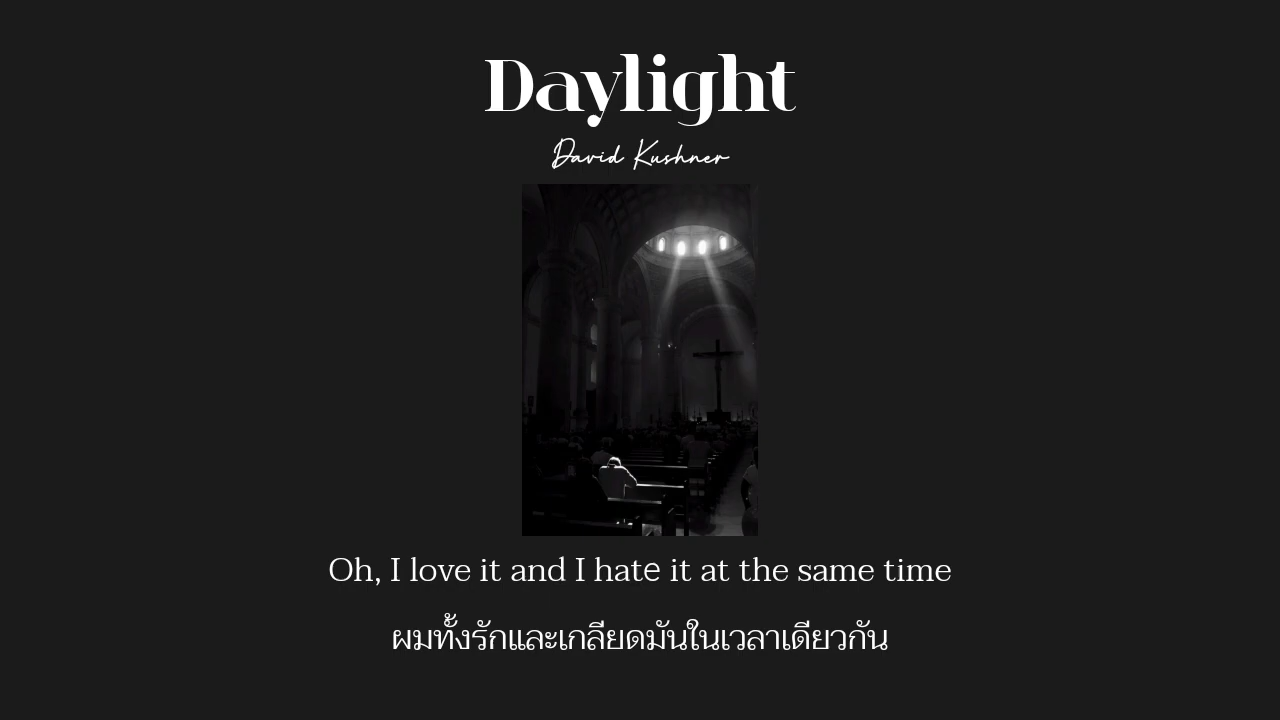 Daylight
David Kushner
Oh, I love it and I hate it at the same time
ผมทั้งรักและเกลียดมันในเวลาเดียวกัน